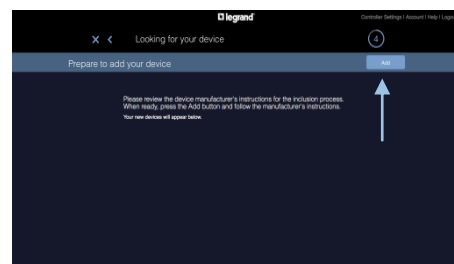 legrand
Controller Settings | Account | Help | Logo
Looking for your device
4
Prepare to add your device
Add
Please review the device manufacturer's instructions for the inclusion process.
When ready, press the Add button and follow the manufacturer's instructions.
Your new devices will appear below.